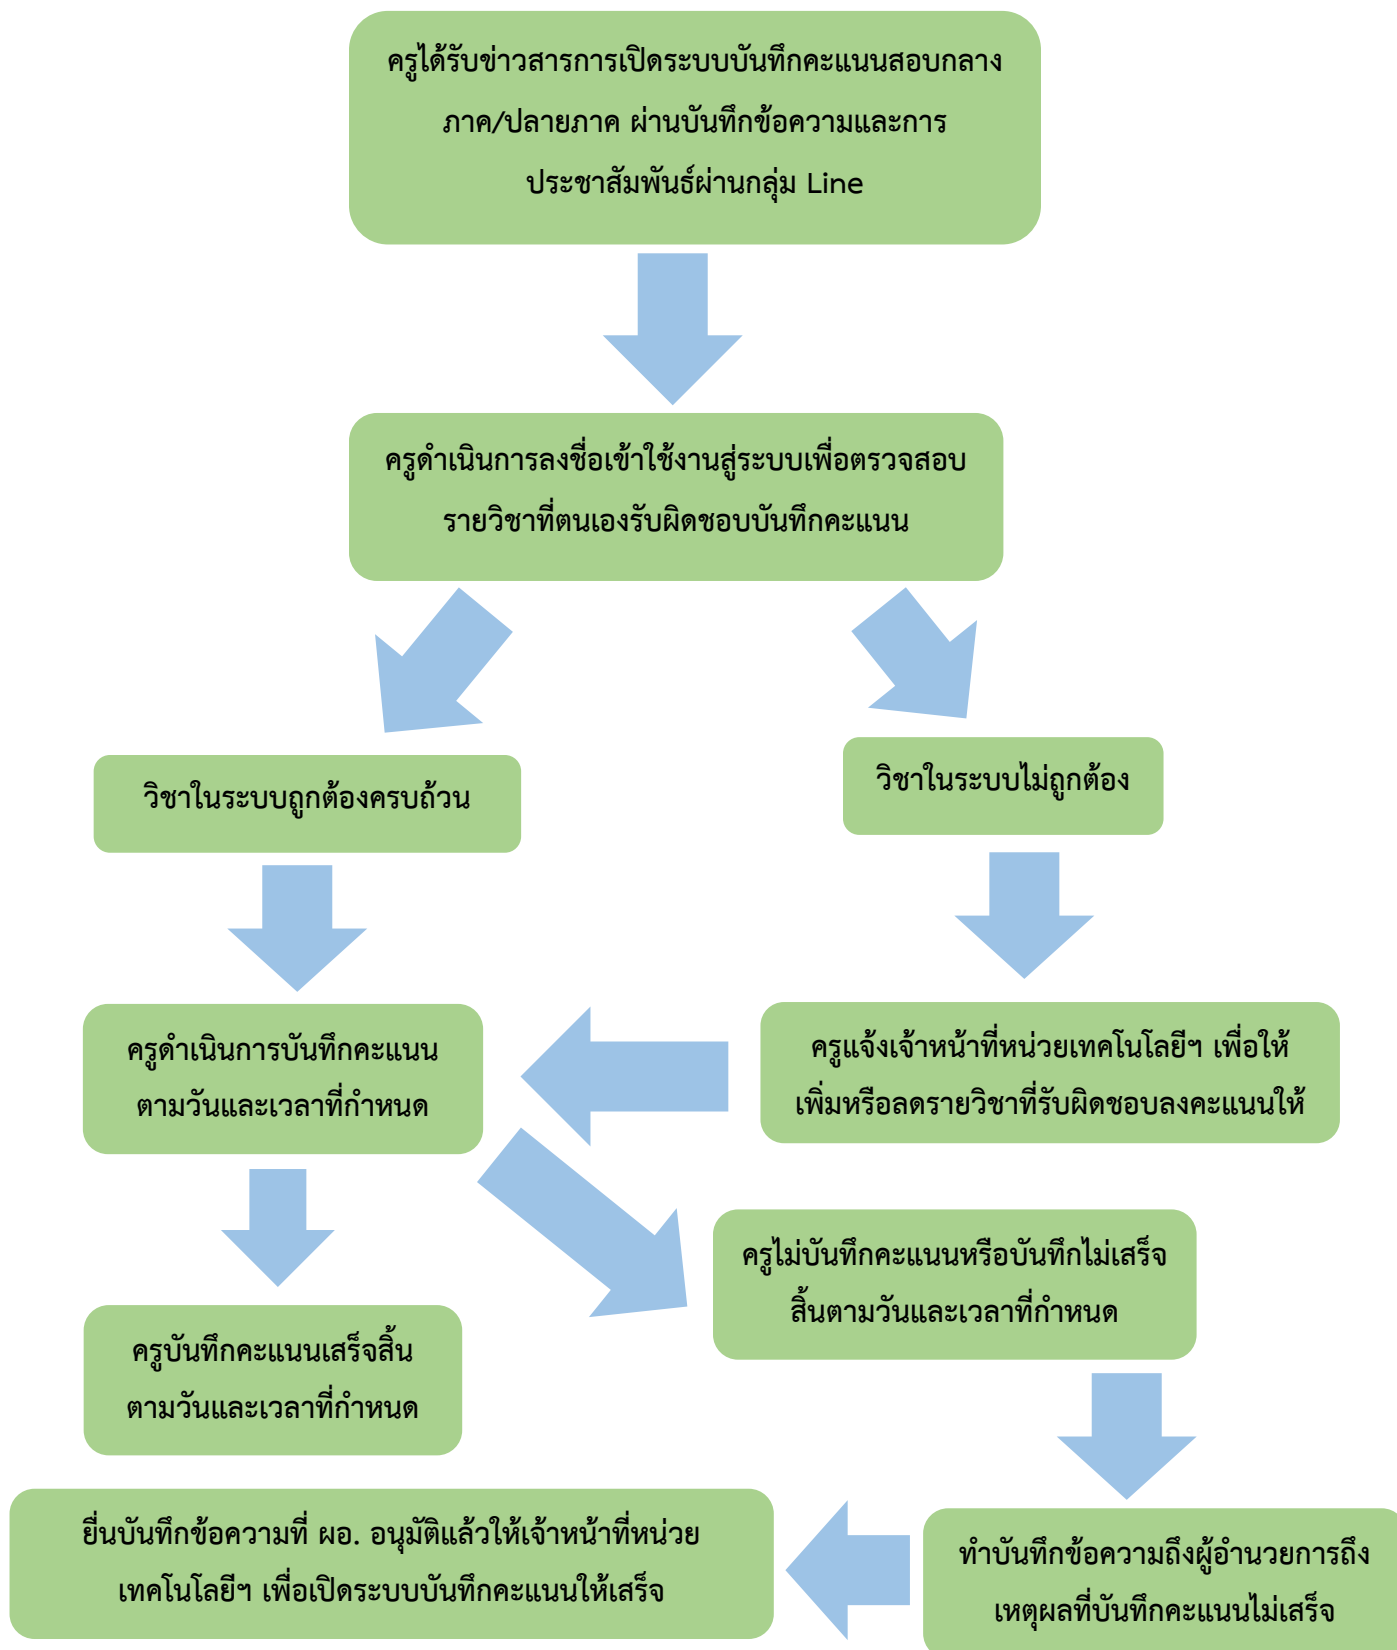 ครูได้รับข่าวสารการเปิดระบบบันทึกคะแนนสอบกลาง
ภาค/ปลายภาค ผ่านบันทึกข้อความและการ
ประชาสัมพันธ์ผ่านกลุ่ม Line
ครูดำเนินการลงชื่อเข้าใช้งานสู่ระบบเพื่อตรวจสอบ
รายวิชาที่ตนเองรับผิดชอบบันทึกคะแนน
วิชาในระบบถูกต้องครบถ้วน
วิชาในระบบไม่ถูกต้อง
ครูดำเนินการบันทึกคะแนน
ตามวันและเวลาที่กำหนด
ครูแจ้งเจ้าหน้าที่หน่วยเทคโนโลยีฯ เพื่อให้
เพิ่มหรือลดรายวิชาที่รับผิดชอบลงคะแนนให้
ครูไม่บันทึกคะแนนหรือบันทึกไม่เสร็จ
สิ้นตามวันและเวลาที่กำหนด
ครูบันทึกคะแนนเสร็จสิ้น
ตามวันและเวลาที่กำหนด
ยื่นบันทึกข้อความที่ ผอ. อนุมัติแล้วให้เจ้าหน้าที่หน่วย
เทคโนโลยีฯ เพื่อเปิดระบบบันทึกคะแนนให้เสร็จ
ทำบันทึกข้อความถึงผู้อำนวยการถึง
เหตุผลที่บันทึกคะแนนไม่เสร็จ